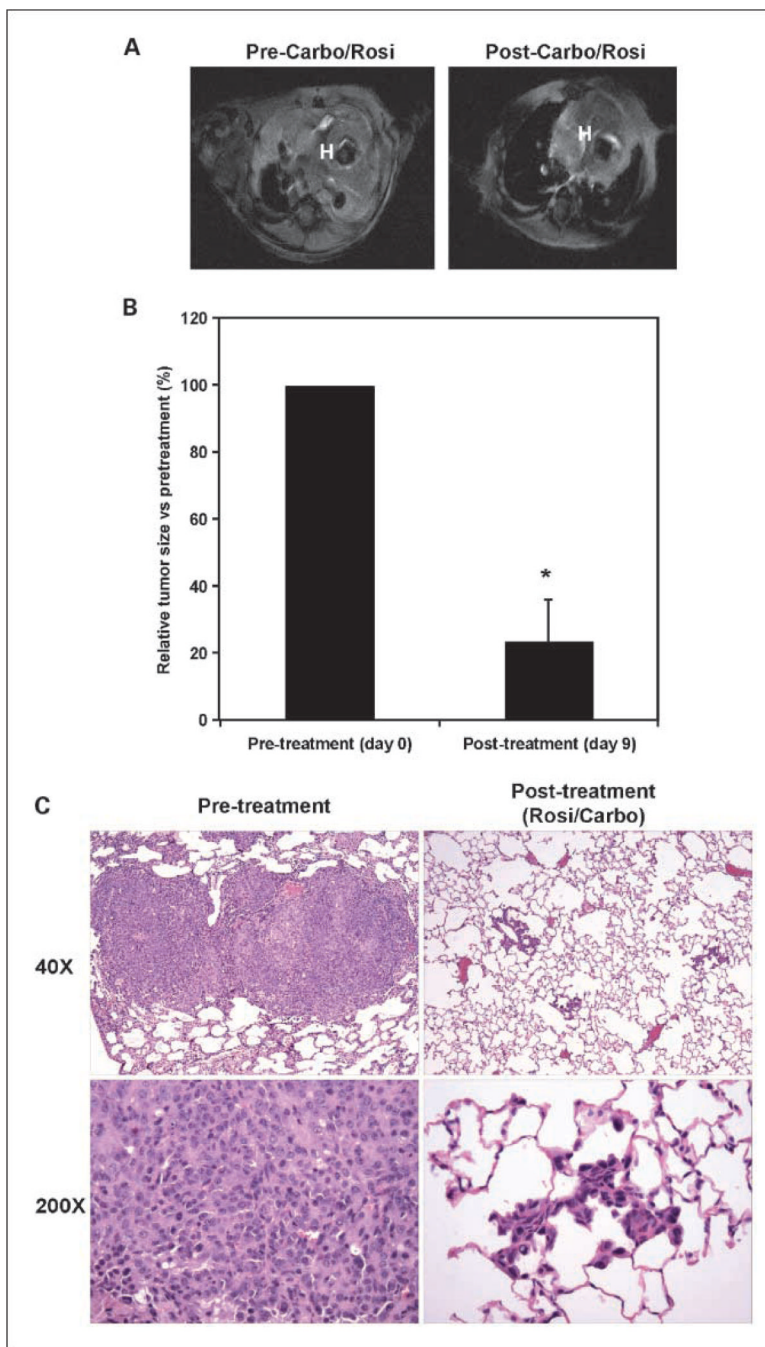 A
Pre-Carbo/Rosi
Post-Carbo/Rosi
H
H
B
Relative tumor size vs pretreatment (%)
120
100
80
60
40
20
0
*
Pre-treatment (day 0)
Post-treatment (day 9)
C
Pre-treatment
Post-treatment
(Rosi/Carbo)
40X
200X